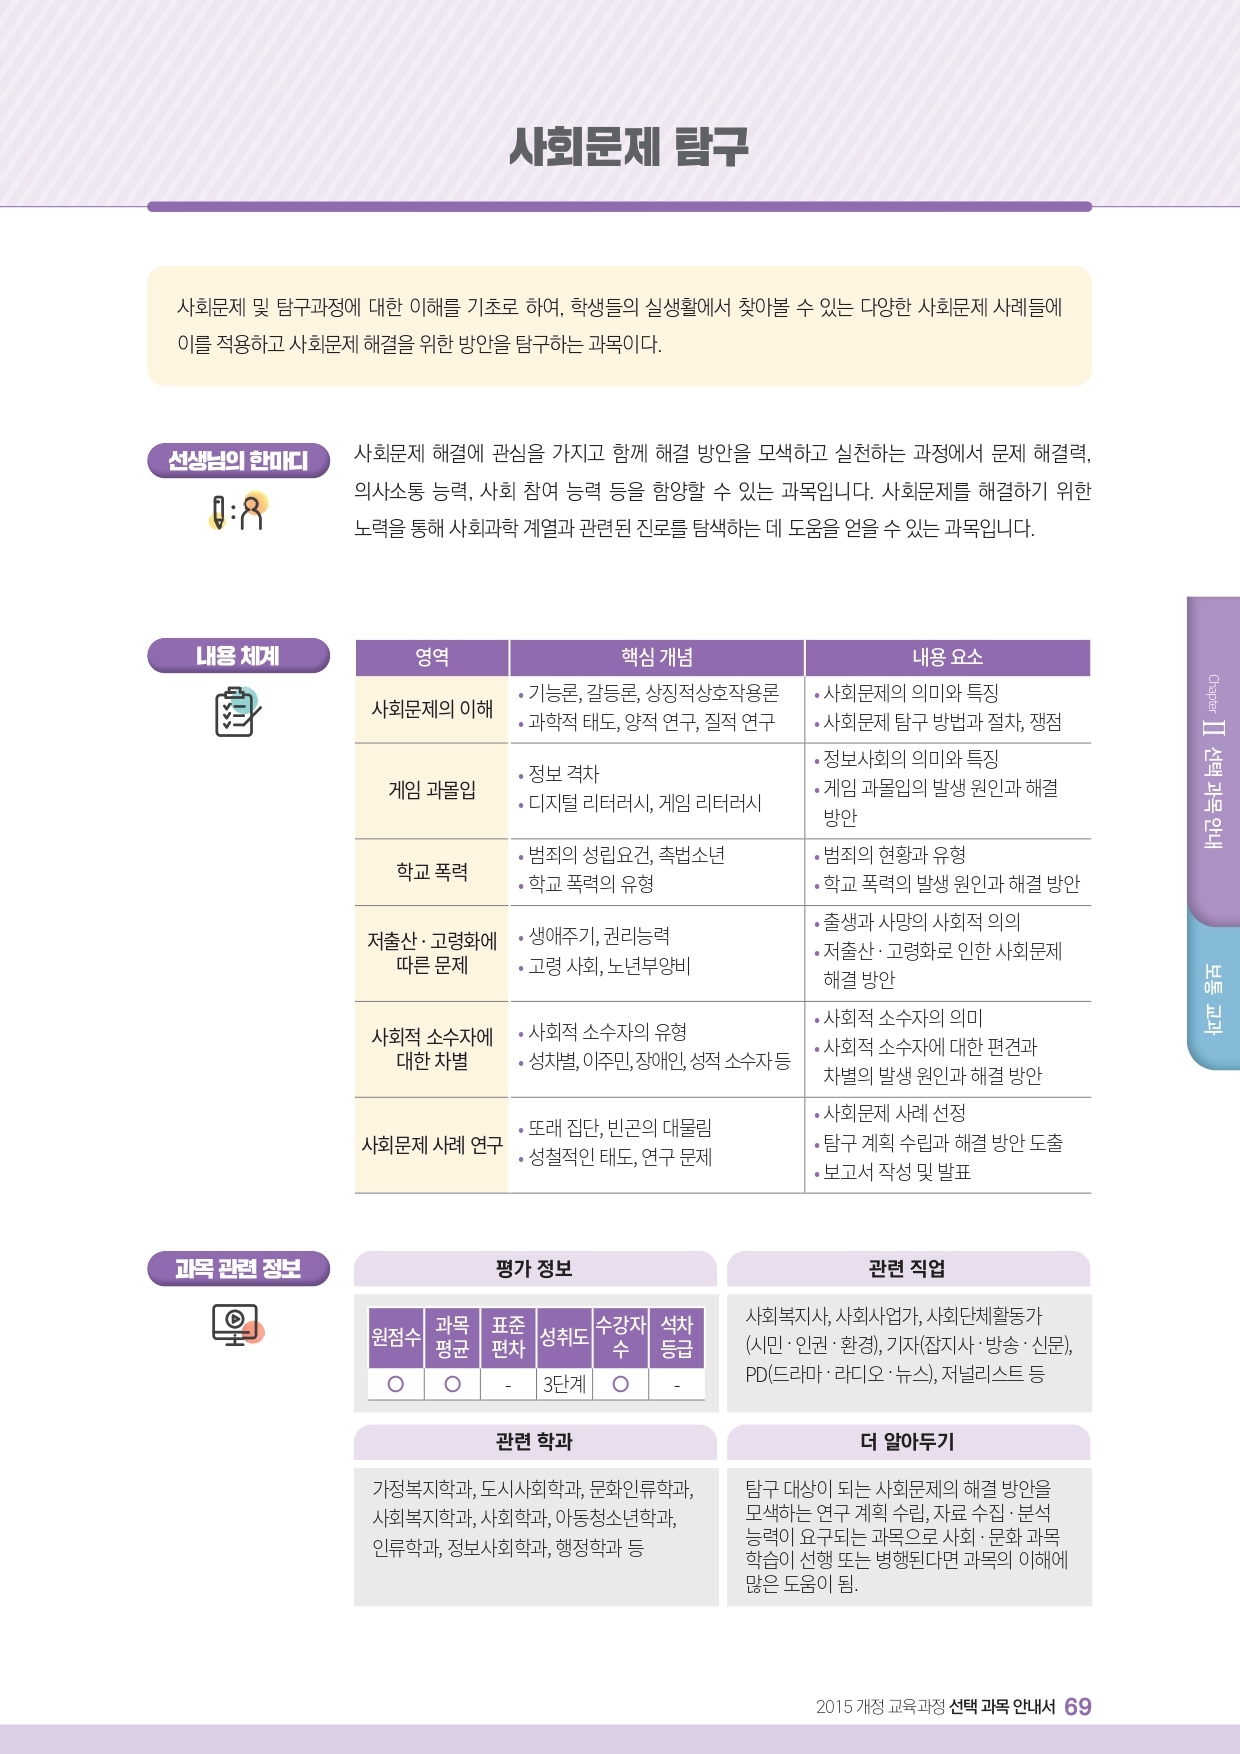 사회문제 탐구
사회문제 및 탐구과정에 대한 이해를 기초로 하여, 학생들의 실생활에서 찾아볼 수 있는 다양한 사회문제 사례들에
이를 적용하고 사회문제 해결을 위한 방안을 탐구하는 과목이다.
선생님의 한마디
사회문제 해결에 관심을 가지고 함께 해결 방안을 모색하고 실천하는 과정에서 문제 해결력,
의사소통 능력, 사회 참여 능력 등을 함양할 수 있는 과목입니다. 사회문제를 해결하기 위한
노력을 통해 사회과학 계열과 관련된 진로를 탐색하는 데 도움을 얻을 수 있는 과목입니다.
내용 체계
영역
핵심 개념
내용 요소
사회문제의 이해
• 기능론, 갈등론, 상징적상호작용론
• 과학적 태도, 양적 연구, 질적 연구
• 사회문제의 의미와 특징
• 사회문제 탐구 방법과 절차, 쟁점
게임 과몰입
• 정보 격차
• 디지털 리터러시, 게임 리터러시
• 정보사회의 의미와 특징
• 게임 과몰입의 발생 원인과 해결
방안
학교 폭력
• 범죄의 성립요건, 촉법소년
• 학교 폭력의 유형
• 범죄의 현황과 유형
• 학교 폭력의 발생 원인과 해결 방안
저출산 · 고령화에
따른 문제
• 생애주기, 권리능력
• 고령 사회, 노년부양비
• 출생과 사망의 사회적 의의
• 저출산 · 고령화로 인한 사회문제
해결 방안
사회적 소수자에
대한 차별
• 사회적 소수자의 유형
• 성차별, 이주민, 장애인, 성적 소수자 등
• 사회적 소수자의 의미
• 사회적 소수자에 대한 편견과
차별의 발생 원인과 해결 방안
사회문제 사례 연구
• 또래 집단, 빈곤의 대물림
• 성철적인 태도, 연구 문제
• 사회문제 사례 선정
• 탐구 계획 수립과 해결 방안 도출
• 보고서 작성 및 발표
과목 관련 정보
평가 정보
원점수
과목
평균
표준
편차
성취도
수강자
수
석차
등급
○ ○ - 3단계 ○ -
관련 직업
사회복지사, 사회사업가, 사회단체활동가
(시민 · 인권 · 환경), 기자(잡지사 · 방송 · 신문),
PD(드라마 · 라디오 · 뉴스), 저널리스트 등
관련 학과
가정복지학과, 도시사회학과, 문화인류학과,
사회복지학과, 사회학과, 아동청소년학과,
인류학과, 정보사회학과, 행정학과 등
더 알아두기
탐구 대상이 되는 사회문제의 해결 방안을
모색하는 연구 계획 수립, 자료 수집 · 분석
능력이 요구되는 과목으로 사회 · 문화 과목
학습이 선행 또는 병행된다면 과목의 이해에
많은 도움이 됨.
Chapter II 선택 과목 안내
보통 교과
2015 개정 교육과정 선택 과목 안내서 69